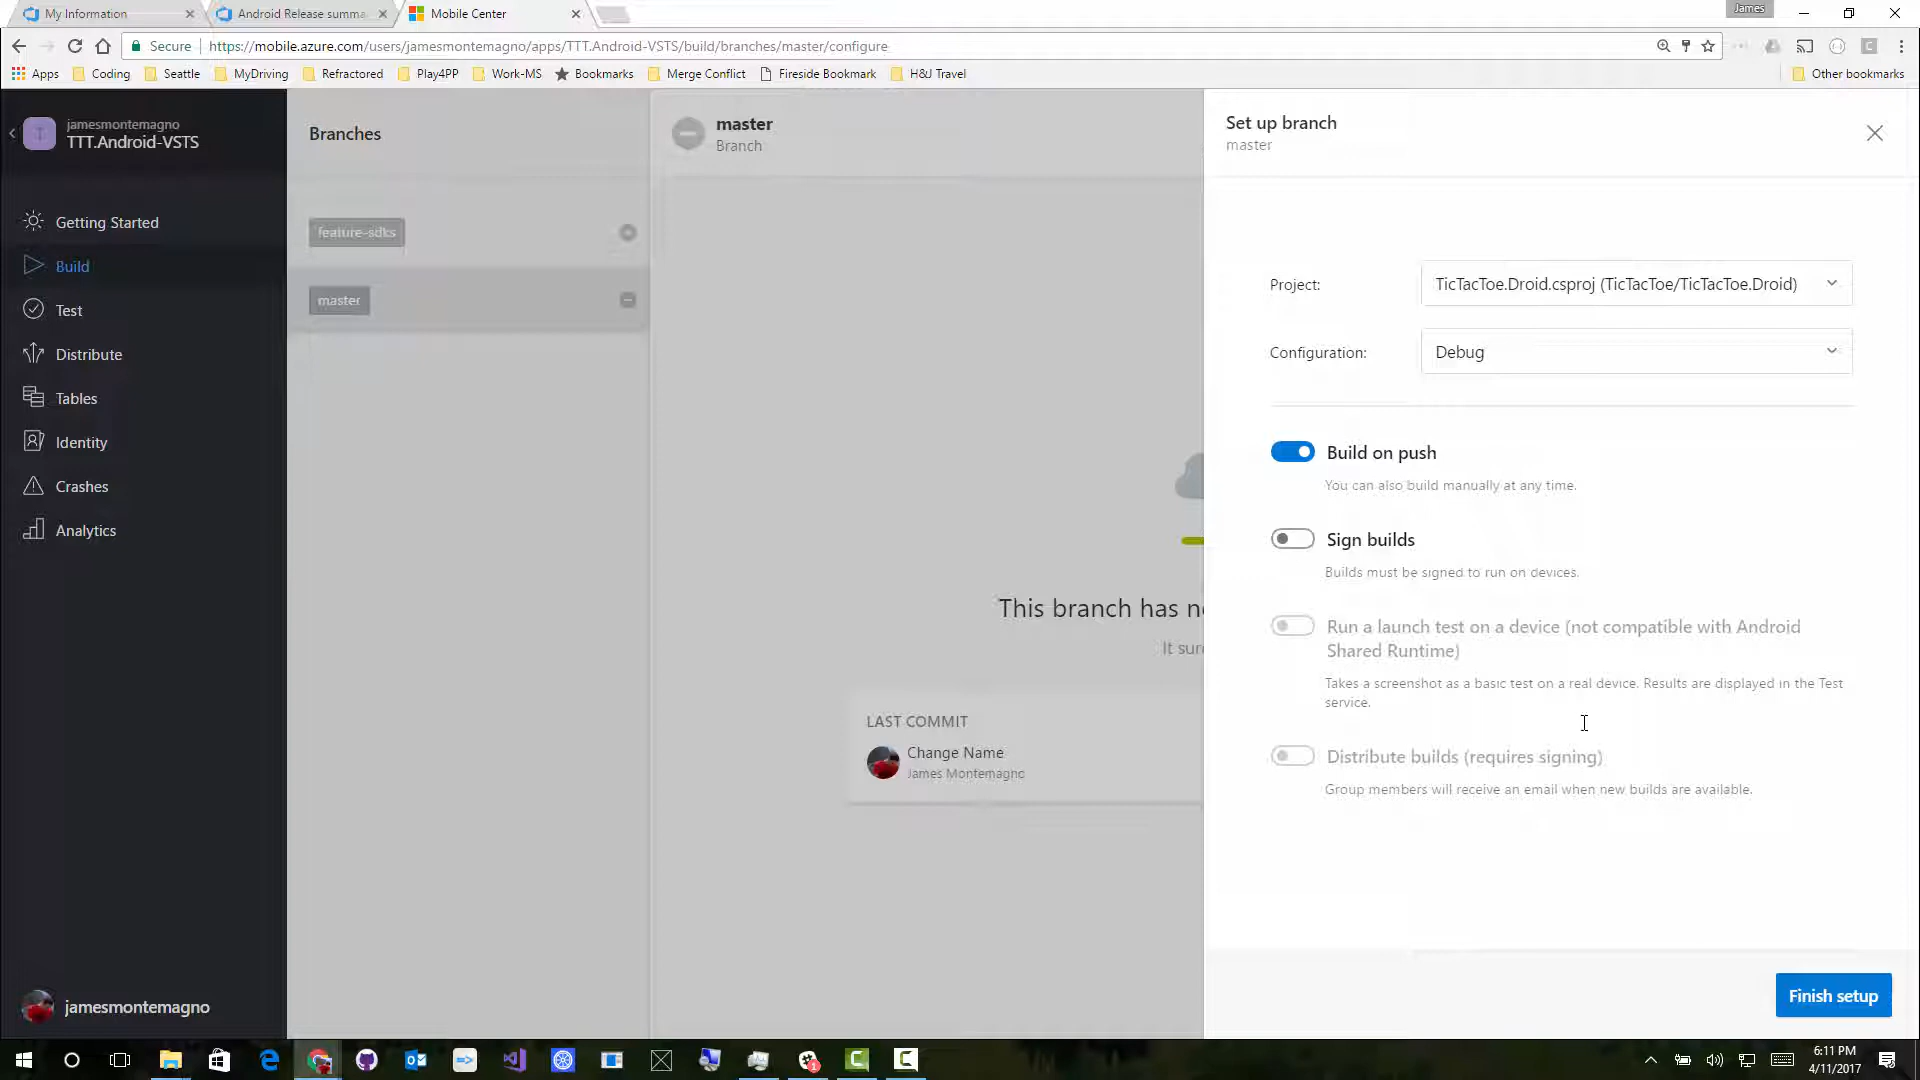 My Information
Android Release summa
Mobile Center
James
Secure
https://mobile.azure.com/users/jamesmontemagno/apps/TTT.Android-VSTS/build/branches/master/configure
Apps
Coding
Seattle
MyDriving
Refractored
Play4PP
Work-MS
Bookmarks
Merge Conflict
Fireside Bookmark
H&J Travel
Other bookmarks
jamesmontemagno
TTT.Android-VSTS
Getting Started
Build
Test
Distribute
Tables
Identity
Crashes
Analytics
jamesmontemagno
Branches
feature-sdks
master
master
Branch
This branch has n
It sur
LAST COMMIT
Change Name
James Montemagno
Set up branch
master
Project:
TicTacToe.Droid.csproj (TicTacToe/TicTacToe.Droid)
Configuration:
Debug
Build on push
You can also build manually at any time.
Sign builds
Builds must be signed to run on devices.
Run a launch test on a device (not compatible with Android
Shared Runtime)
Takes a screenshot as a basic test on a real device. Results are displayed in the Test
service.
Distribute builds (requires signing)
Group members will receive an email when new builds are available.
Finish setup
6:11 PM
4/11/2017